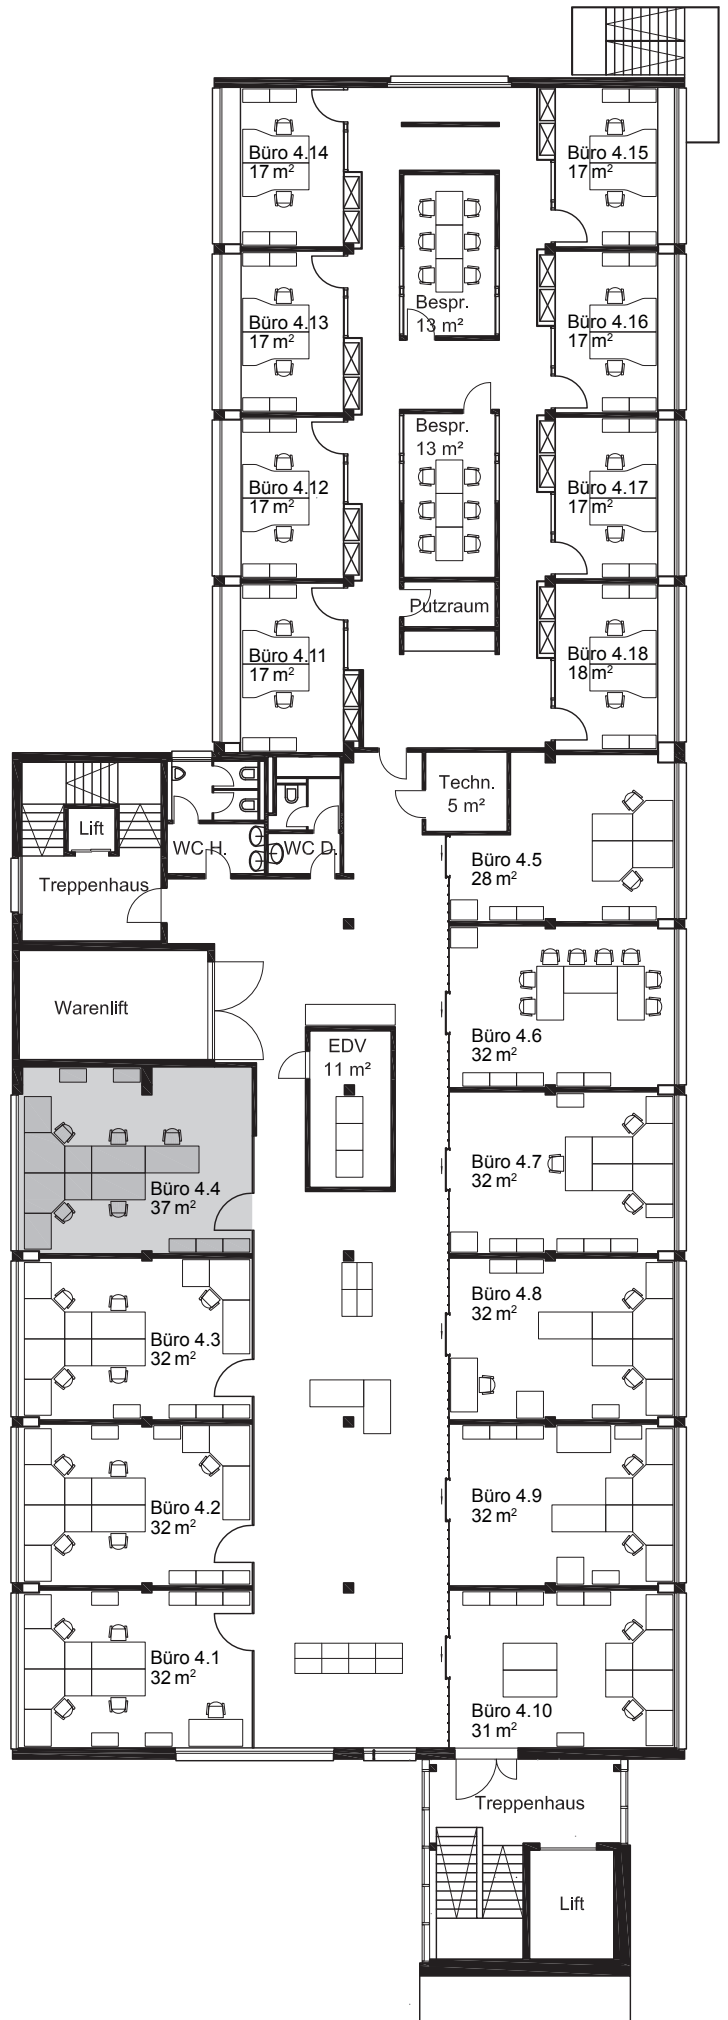 Büro 4.14
17 m²
Büro 4.15
17 m²
Bespr.
13 m²
Büro 4.13
17 m²
Büro 4.16
17 m²
Bespr.
13 m²
Büro 4.12
17 m²
Büro 4.17
17 m²
Putzraum
Büro 4.11
17 m²
Büro 4.18
18 m²
Techn.
5 m²
Lift
WC H.
WC D.
Treppenhaus
Büro 4.5
28 m²
Warenlift
EDV
11 m²
Büro 4.6
32 m²
Büro 4.4
37 m²
Büro 4.7
32 m²
Büro 4.3
32 m²
Büro 4.8
32 m²
Büro 4.2
32 m²
Büro 4.9
32 m²
Büro 4.1
32 m²
Büro 4.10
31 m²
Treppenhaus
Lift